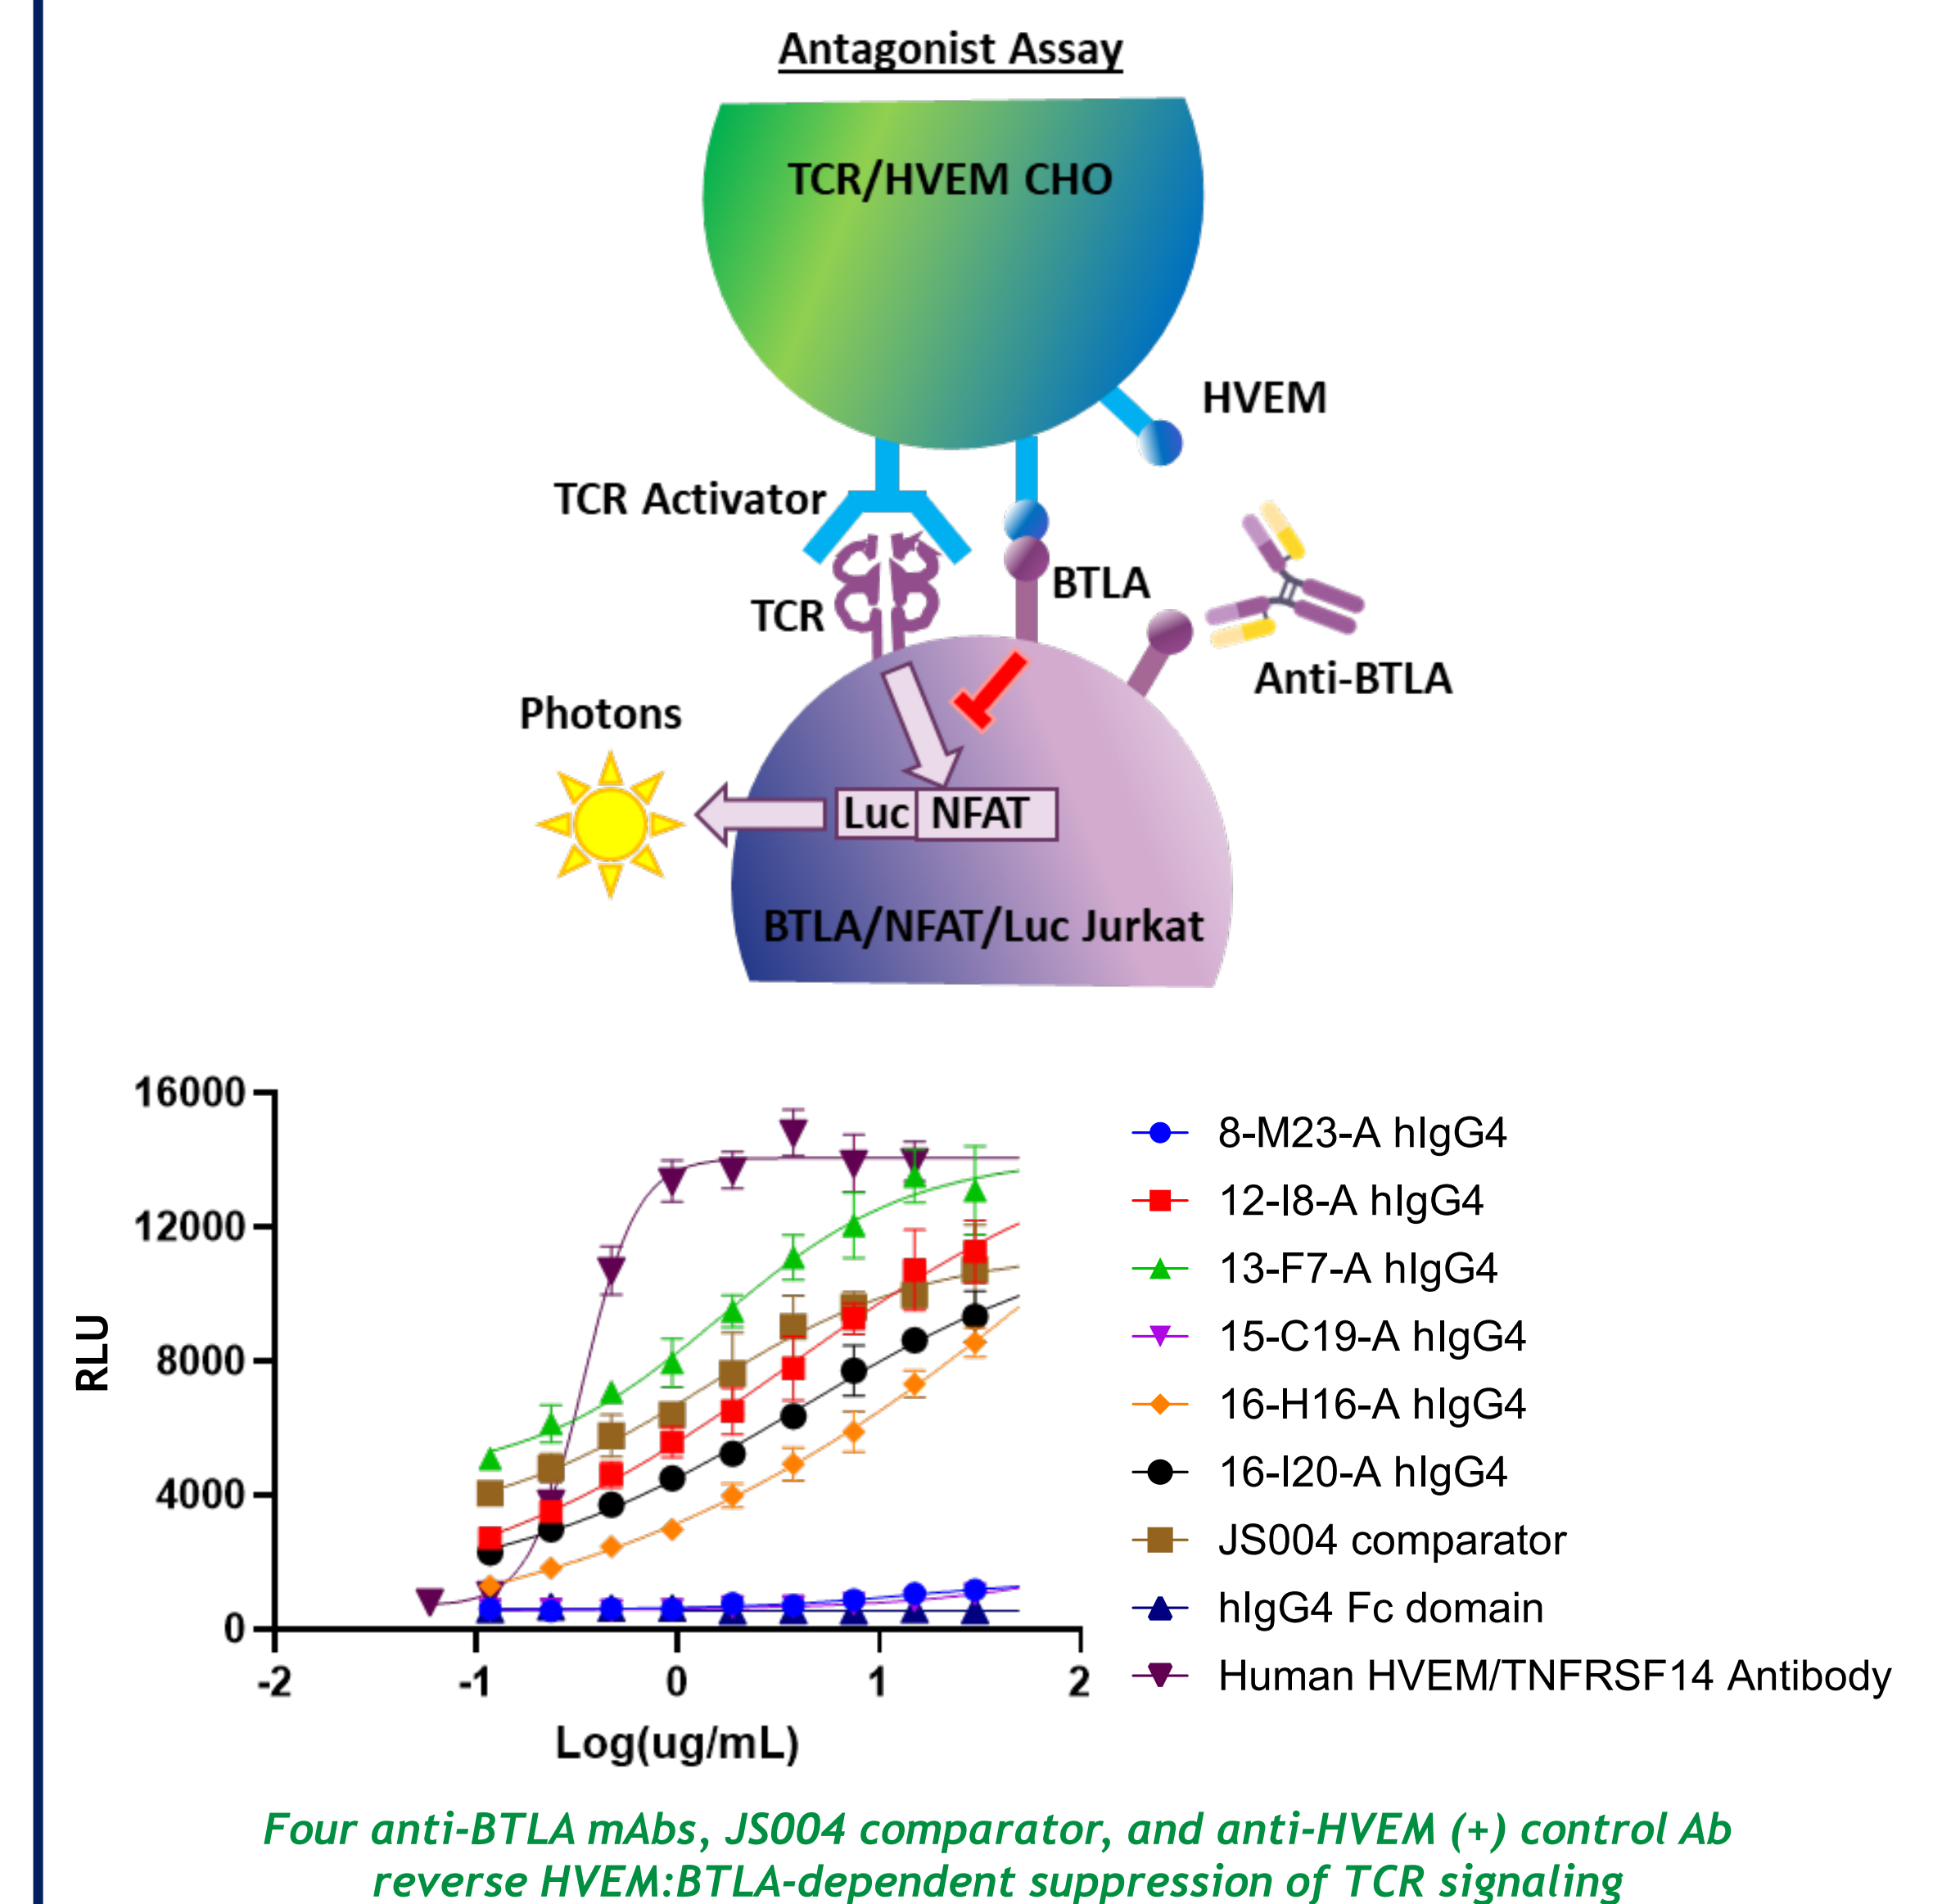 Antagonist Assay
TCR/HVEM CHO
HVEM
TCR Activator
BTLA
TCR
Anti-BTLA
Photons
Luc NFAT
BTLA/NFAT/Luc Jurkat
16000
12000
8000
4000
0
RLU
-2 -1 0 1 2
Log(ug/mL)
8-M23-A hIgG4
12-I8-A hIgG4
13-F7-A hIgG4
15-C19-A hIgG4
16-H16-A hIgG4
16-I20-A hIgG4
JS004 comparator
hIgG4 Fc domain
Human HVEM/TNFRSF14 Antibody
Four anti-BTLA mAbs, JS004 comparator, and anti-HVEM (+) control Ab
reverse HVEM:BTLA-dependent suppression of TCR signaling